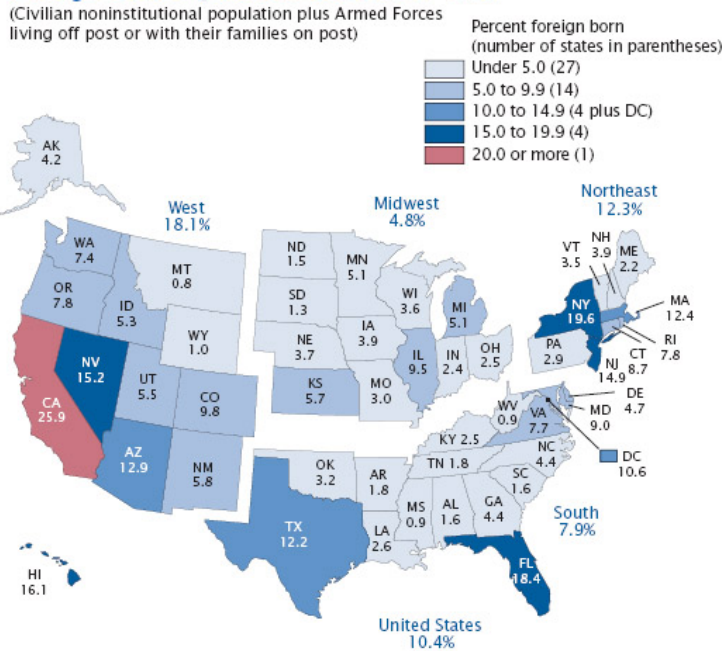 (Civilian noninstitutional population plus Armed Forces
living off post or with their families on post)
Percent foreign born
(number of states in parentheses)
Under 5.0 (27)
5.0 to 9.9 (14)
10.0 to 14.9 (4 plus DC)
15.0 to 19.9 (4)
20.0 or more (1)
AK
4.2
West
18.1%
Midwest
4.8%
Northeast
12.3%
WA
7.4
OR
7.8
ID
5.3
MT
0.8
WY
1.0
CA
25.9
NV
15.2
UT
5.5
CO
9.8
AZ
12.9
NM
5.8
HI
16.1
ND
1.5
SD
1.3
NE
3.7
KS
5.7
MN
5.1
IA
3.9
MO
3.0
WI
3.6
IL
9.5
MI
5.1
IN
2.4
OH
2.5
VT
3.5
NH
3.9
ME
2.2
NY
19.6
MA
12.4
RI
7.8
CT
8.7
PA
2.9
NJ
14.9
DE
4.7
MD
9.0
DC
10.6
WV
0.9
VA
7.7
KY 2.5
NC
4.4
TN 1.8
SC
1.6
OK
3.2
AR
1.8
TX
12.2
LA
2.6
MS
0.9
AL
1.6
GA
4.4
FL
18.4
South
7.9%
United States
10.4%